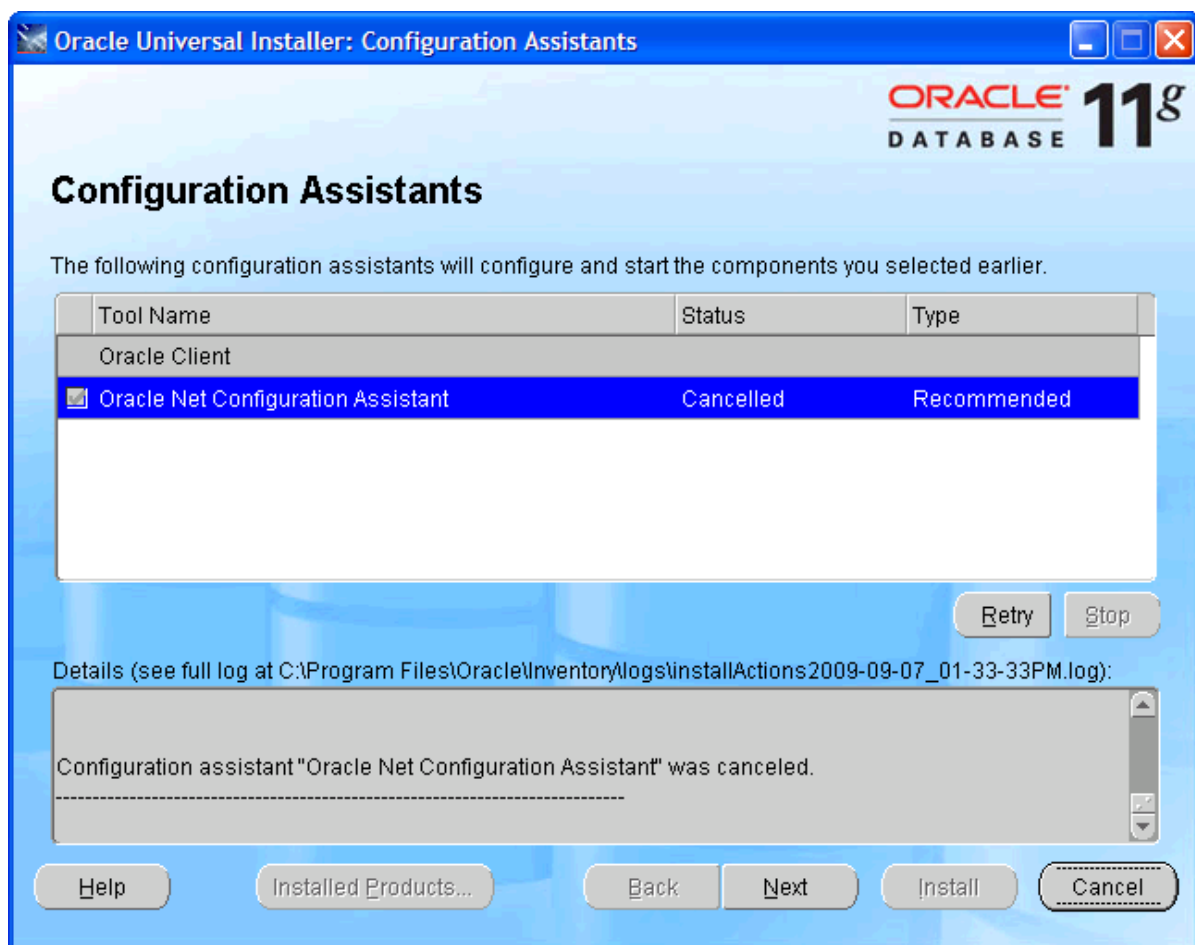 Oracle Universal Installer: Configuration Assistants
ORACLE 11g
DATABASE
Configuration Assistants
The following configuration assistants will configure and start the components you selected earlier.
Tool Name Status Type
Oracle Client
Oracle Net Configuration Assistant Cancelled Recommended
Retry Stop
Details (see full log at C:\Program Files\Oracle\Inventory\logs\installActions2009-09-07_01-33-33PM.log):
Configuration assistant "Oracle Net Configuration Assistant" was canceled.
-----------------------------------------------------------------------------
Help Installed Products... Back Next Install Cancel